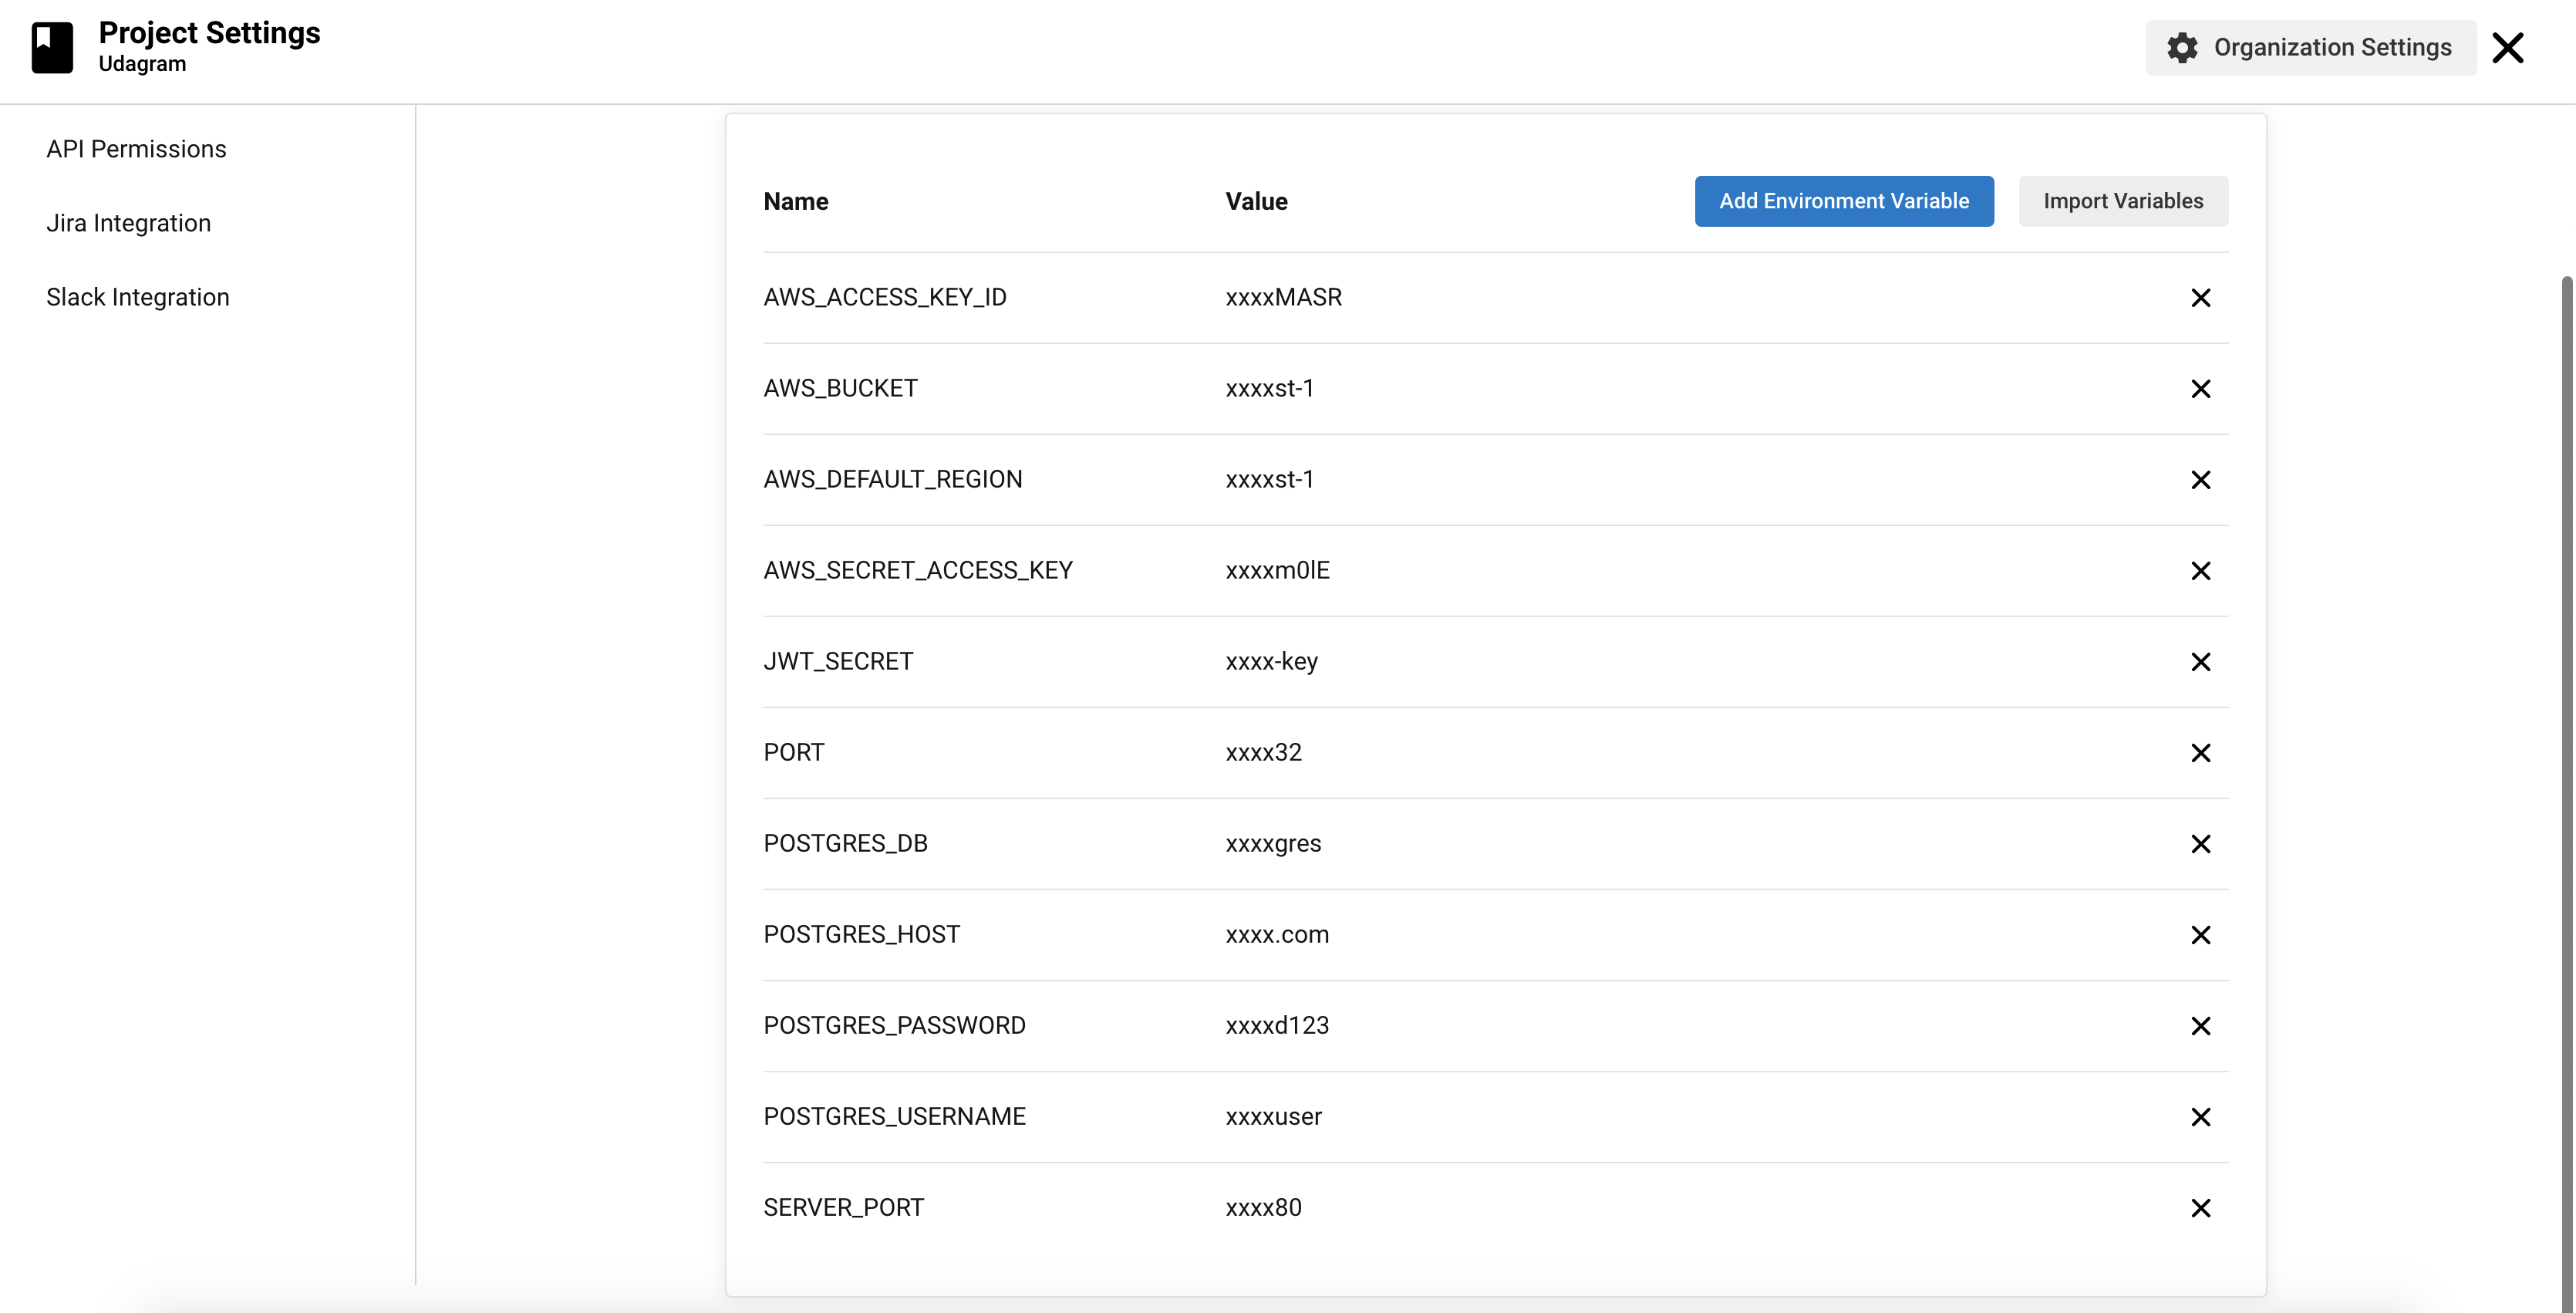 Project Settings
Udagram
Organization Settings
API Permissions
Jira Integration
Slack Integration
Name Value Add Environment Variable Import Variables
AWS_ACCESS_KEY_ID xxxxMASR
AWS_BUCKET xxxxst-1
AWS_DEFAULT_REGION xxxxst-1
AWS_SECRET_ACCESS_KEY xxxxm0lE
JWT_SECRET xxxx-key
PORT xxxx32
POSTGRES_DB xxxxgres
POSTGRES_HOST xxxx.com
POSTGRES_PASSWORD xxxxd123
POSTGRES_USERNAME xxxxuser
SERVER_PORT xxxx80